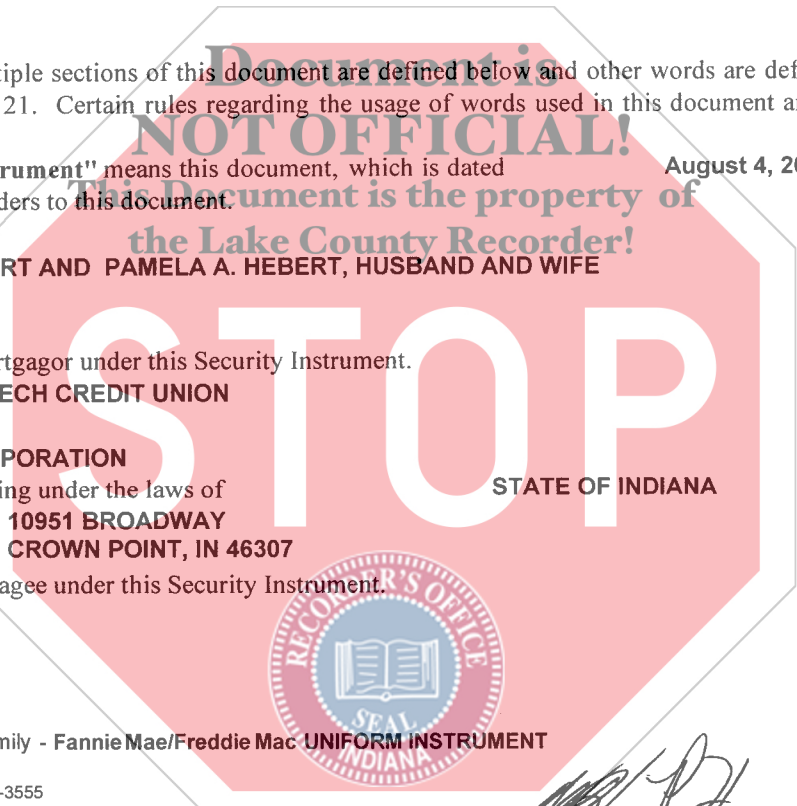 Document is
tiple sections of this document are defined below and other words are def
21. Certain rules regarding the usage of words used in this document a
NOT OFFICIAL!
rument" means this document, which is dated August 4, 20
This Document is the property of
ders to this document.
the Lake County Recorder!
RT AND PAMELA A. HEBERT, HUSBAND AND WIFE
STOP
rtgagor under this Security Instrument.
ECH CREDIT UNION
PORATION
ing under the laws of STATE OF INDIANA
10951 BROADWAY
CROWN POINT, IN 46307
agee under this Security Instrument.
RECORDER'S OFFICE
SEAL
INDIANA
mily - Fannie Mae/Freddie Mac UNIFORM INSTRUMENT
-3555